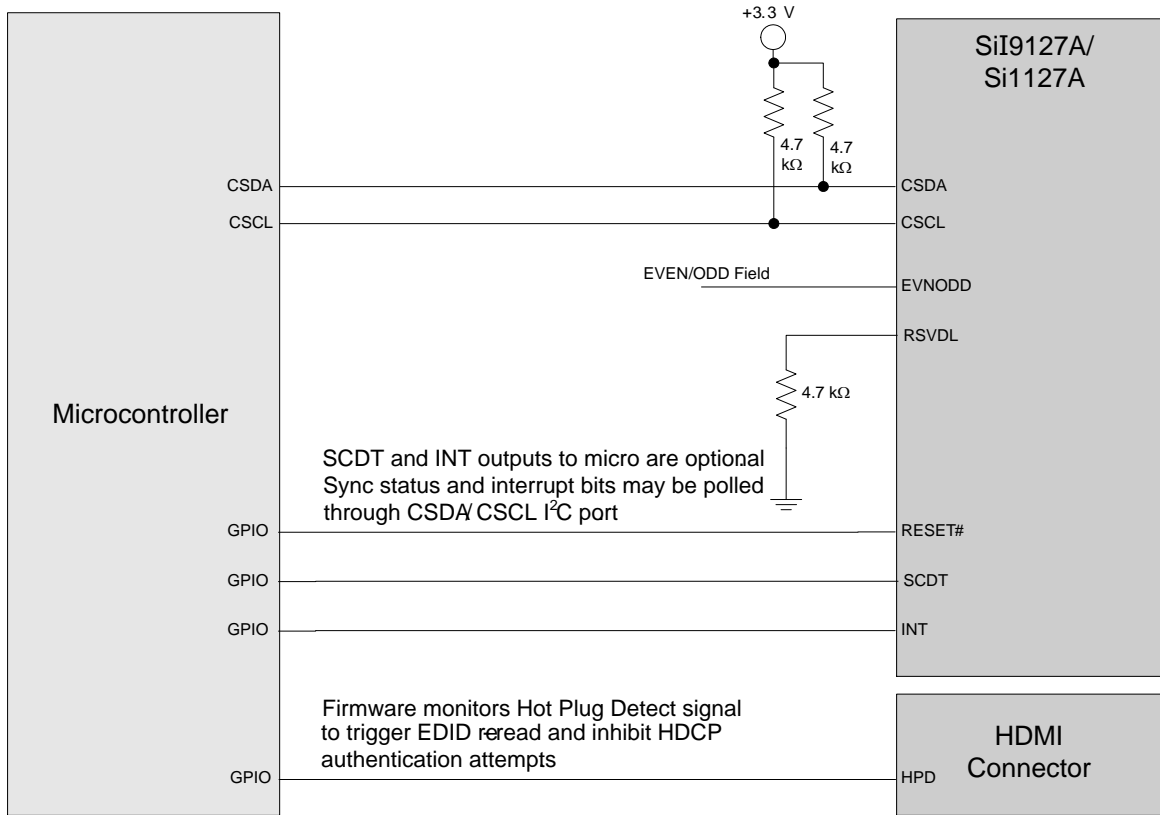 +3.3 V
SiI9127A/
Si1127A
4.7
kΩ
4.7
kΩ
CSDA
CSDA
CSCL
CSCL
EVEN/ODD Field
EVNODD
RSVDL
4.7 kΩ
Microcontroller
SCDT and INT outputs to micro are optional
Sync status and interrupt bits may be polled
through CSDA/CSCL I²C port
GPIO
RESET#
GPIO
SCDT
GPIO
INT
Firmware monitors Hot Plug Detect signal
to trigger EDID re-read and inhibit HDCP
authentication attempts
HDMI
Connector
GPIO
HPD